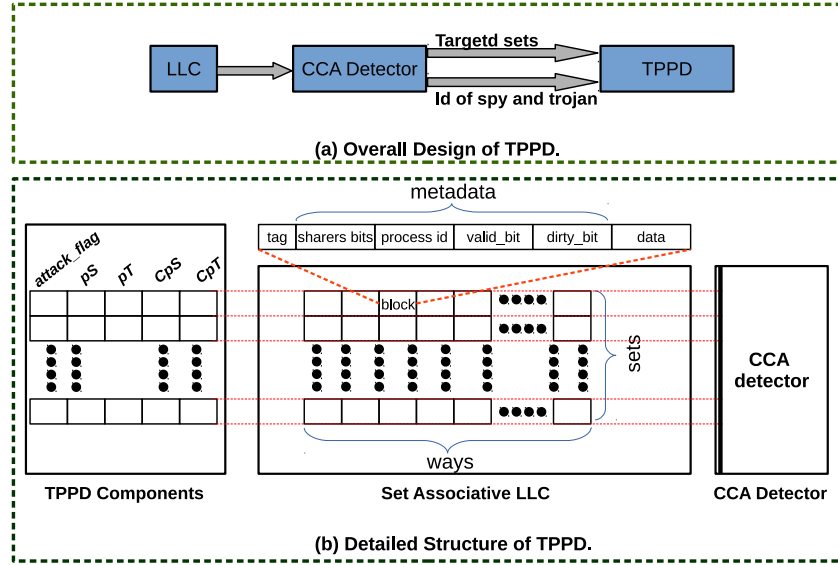 LLC
CCA Detector
Targetd sets
Id of spy and trojan
TPPD
(a) Overall Design of TPPD.
metadata
tag sharers bits process id valid_bit dirty_bit data
attack_flag pS pT CpS CpT
block
sets
ways
CCA
detector
TPPD Components
Set Associative LLC
CCA Detector
(b) Detailed Structure of TPPD.